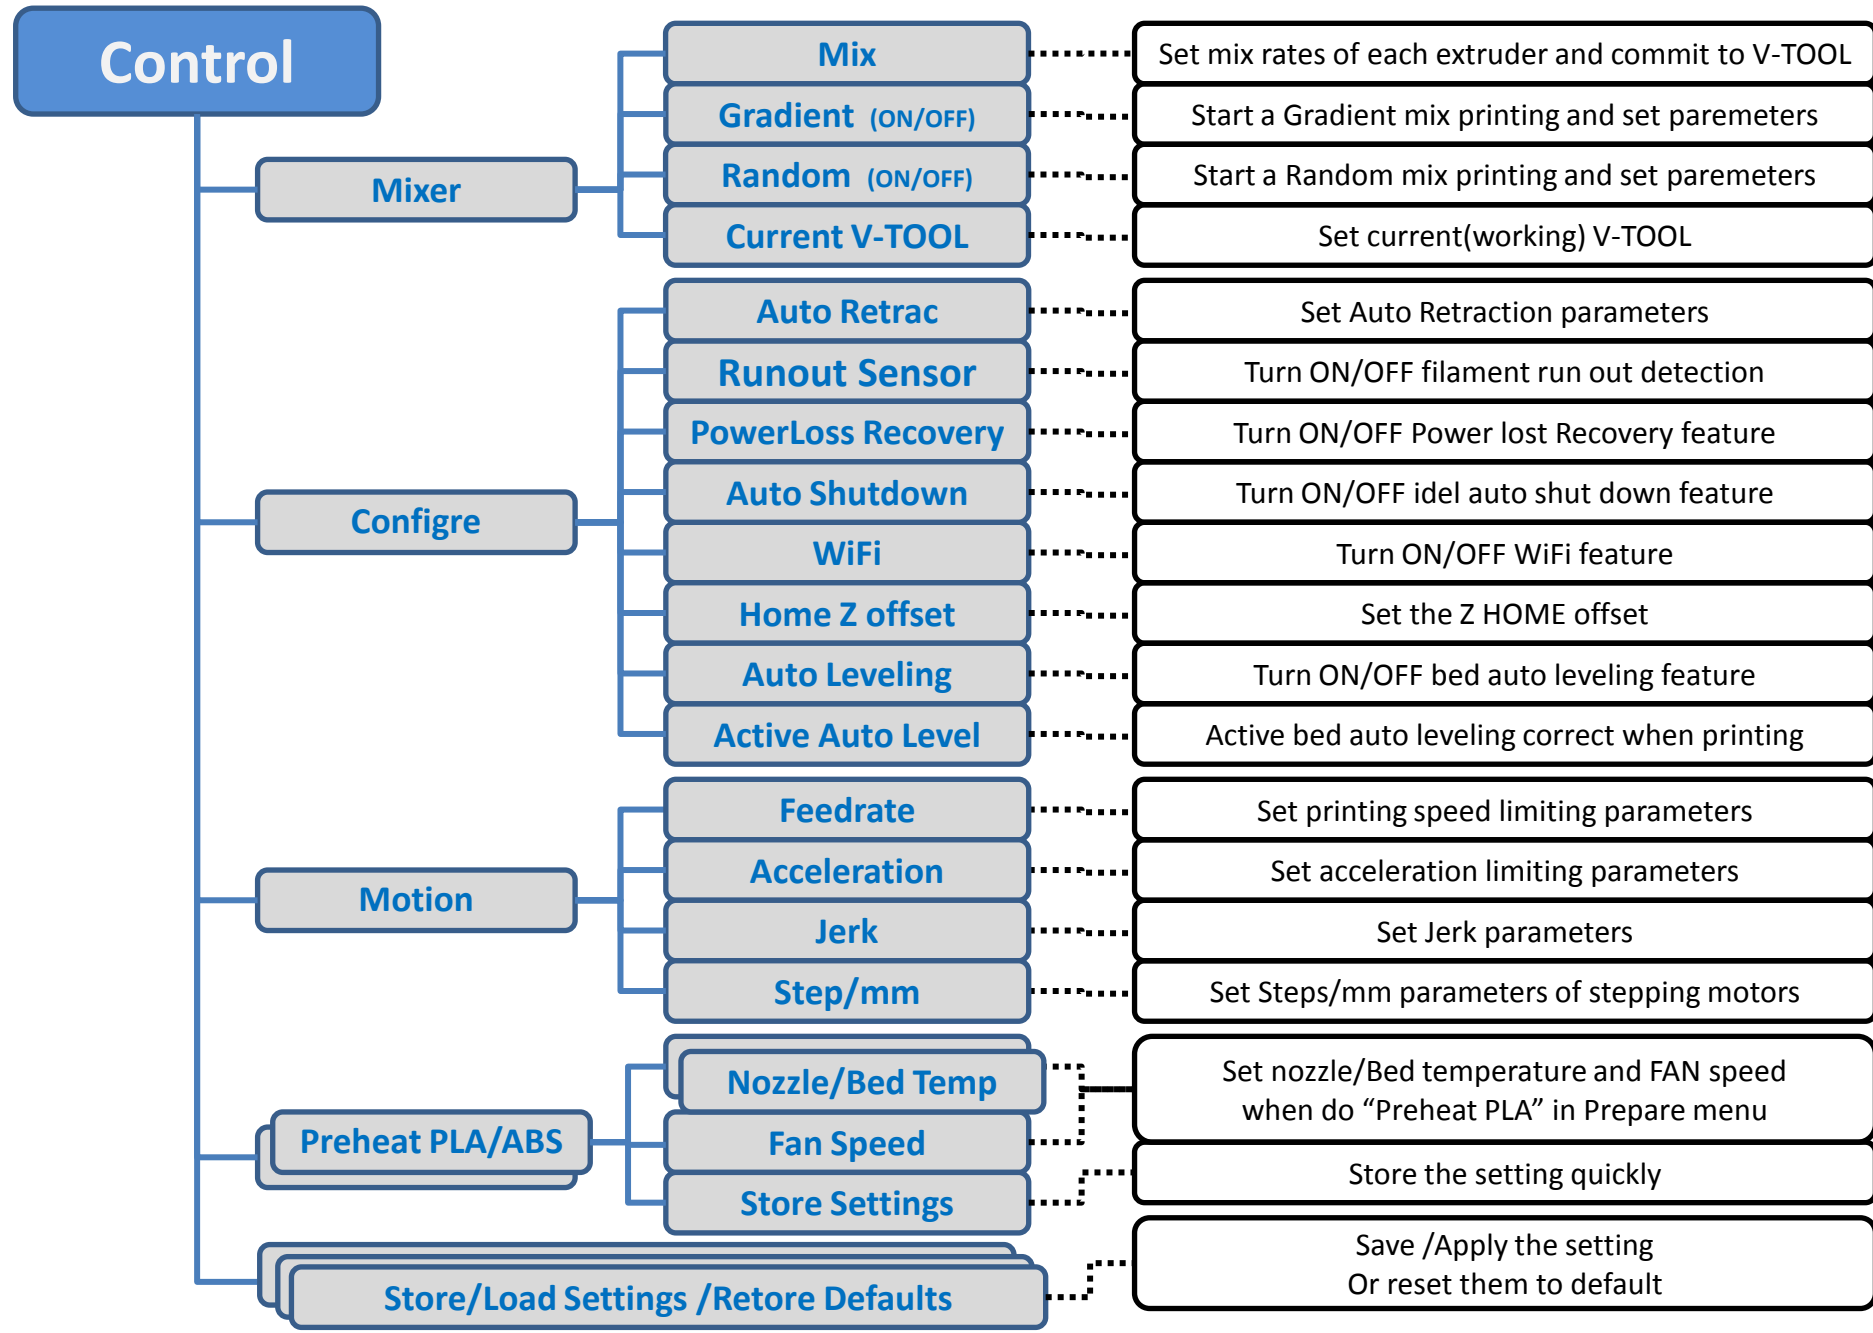 Control
Mix
Set mix rates of each extruder and commit to V-TOOL
Gradient (ON/OFF)
Start a Gradient mix printing and set paremeters
Mixer
Random (ON/OFF)
Start a Random mix printing and set paremeters
Current V-TOOL
Set current(working) V-TOOL
Auto Retrac
Set Auto Retraction parameters
Runout Sensor
Turn ON/OFF filament run out detection
PowerLoss Recovery
Turn ON/OFF Power lost Recovery feature
Auto Shutdown
Turn ON/OFF idel auto shut down feature
Configre
WiFi
Turn ON/OFF WiFi feature
Home Z offset
Set the Z HOME offset
Auto Leveling
Turn ON/OFF bed auto leveling feature
Active Auto Level
Active bed auto leveling correct when printing
Feedrate
Set printing speed limiting parameters
Acceleration
Set acceleration limiting parameters
Motion
Jerk
Set Jerk parameters
Step/mm
Set Steps/mm parameters of stepping motors
Nozzle/Bed Temp
Set nozzle/Bed temperature and FAN speed
when do “Preheat PLA” in Prepare menu
Preheat PLA/ABS
Fan Speed
Store Settings
Store the setting quickly
Store/Load Settings /Retore Defaults
Save /Apply the setting
Or reset them to default